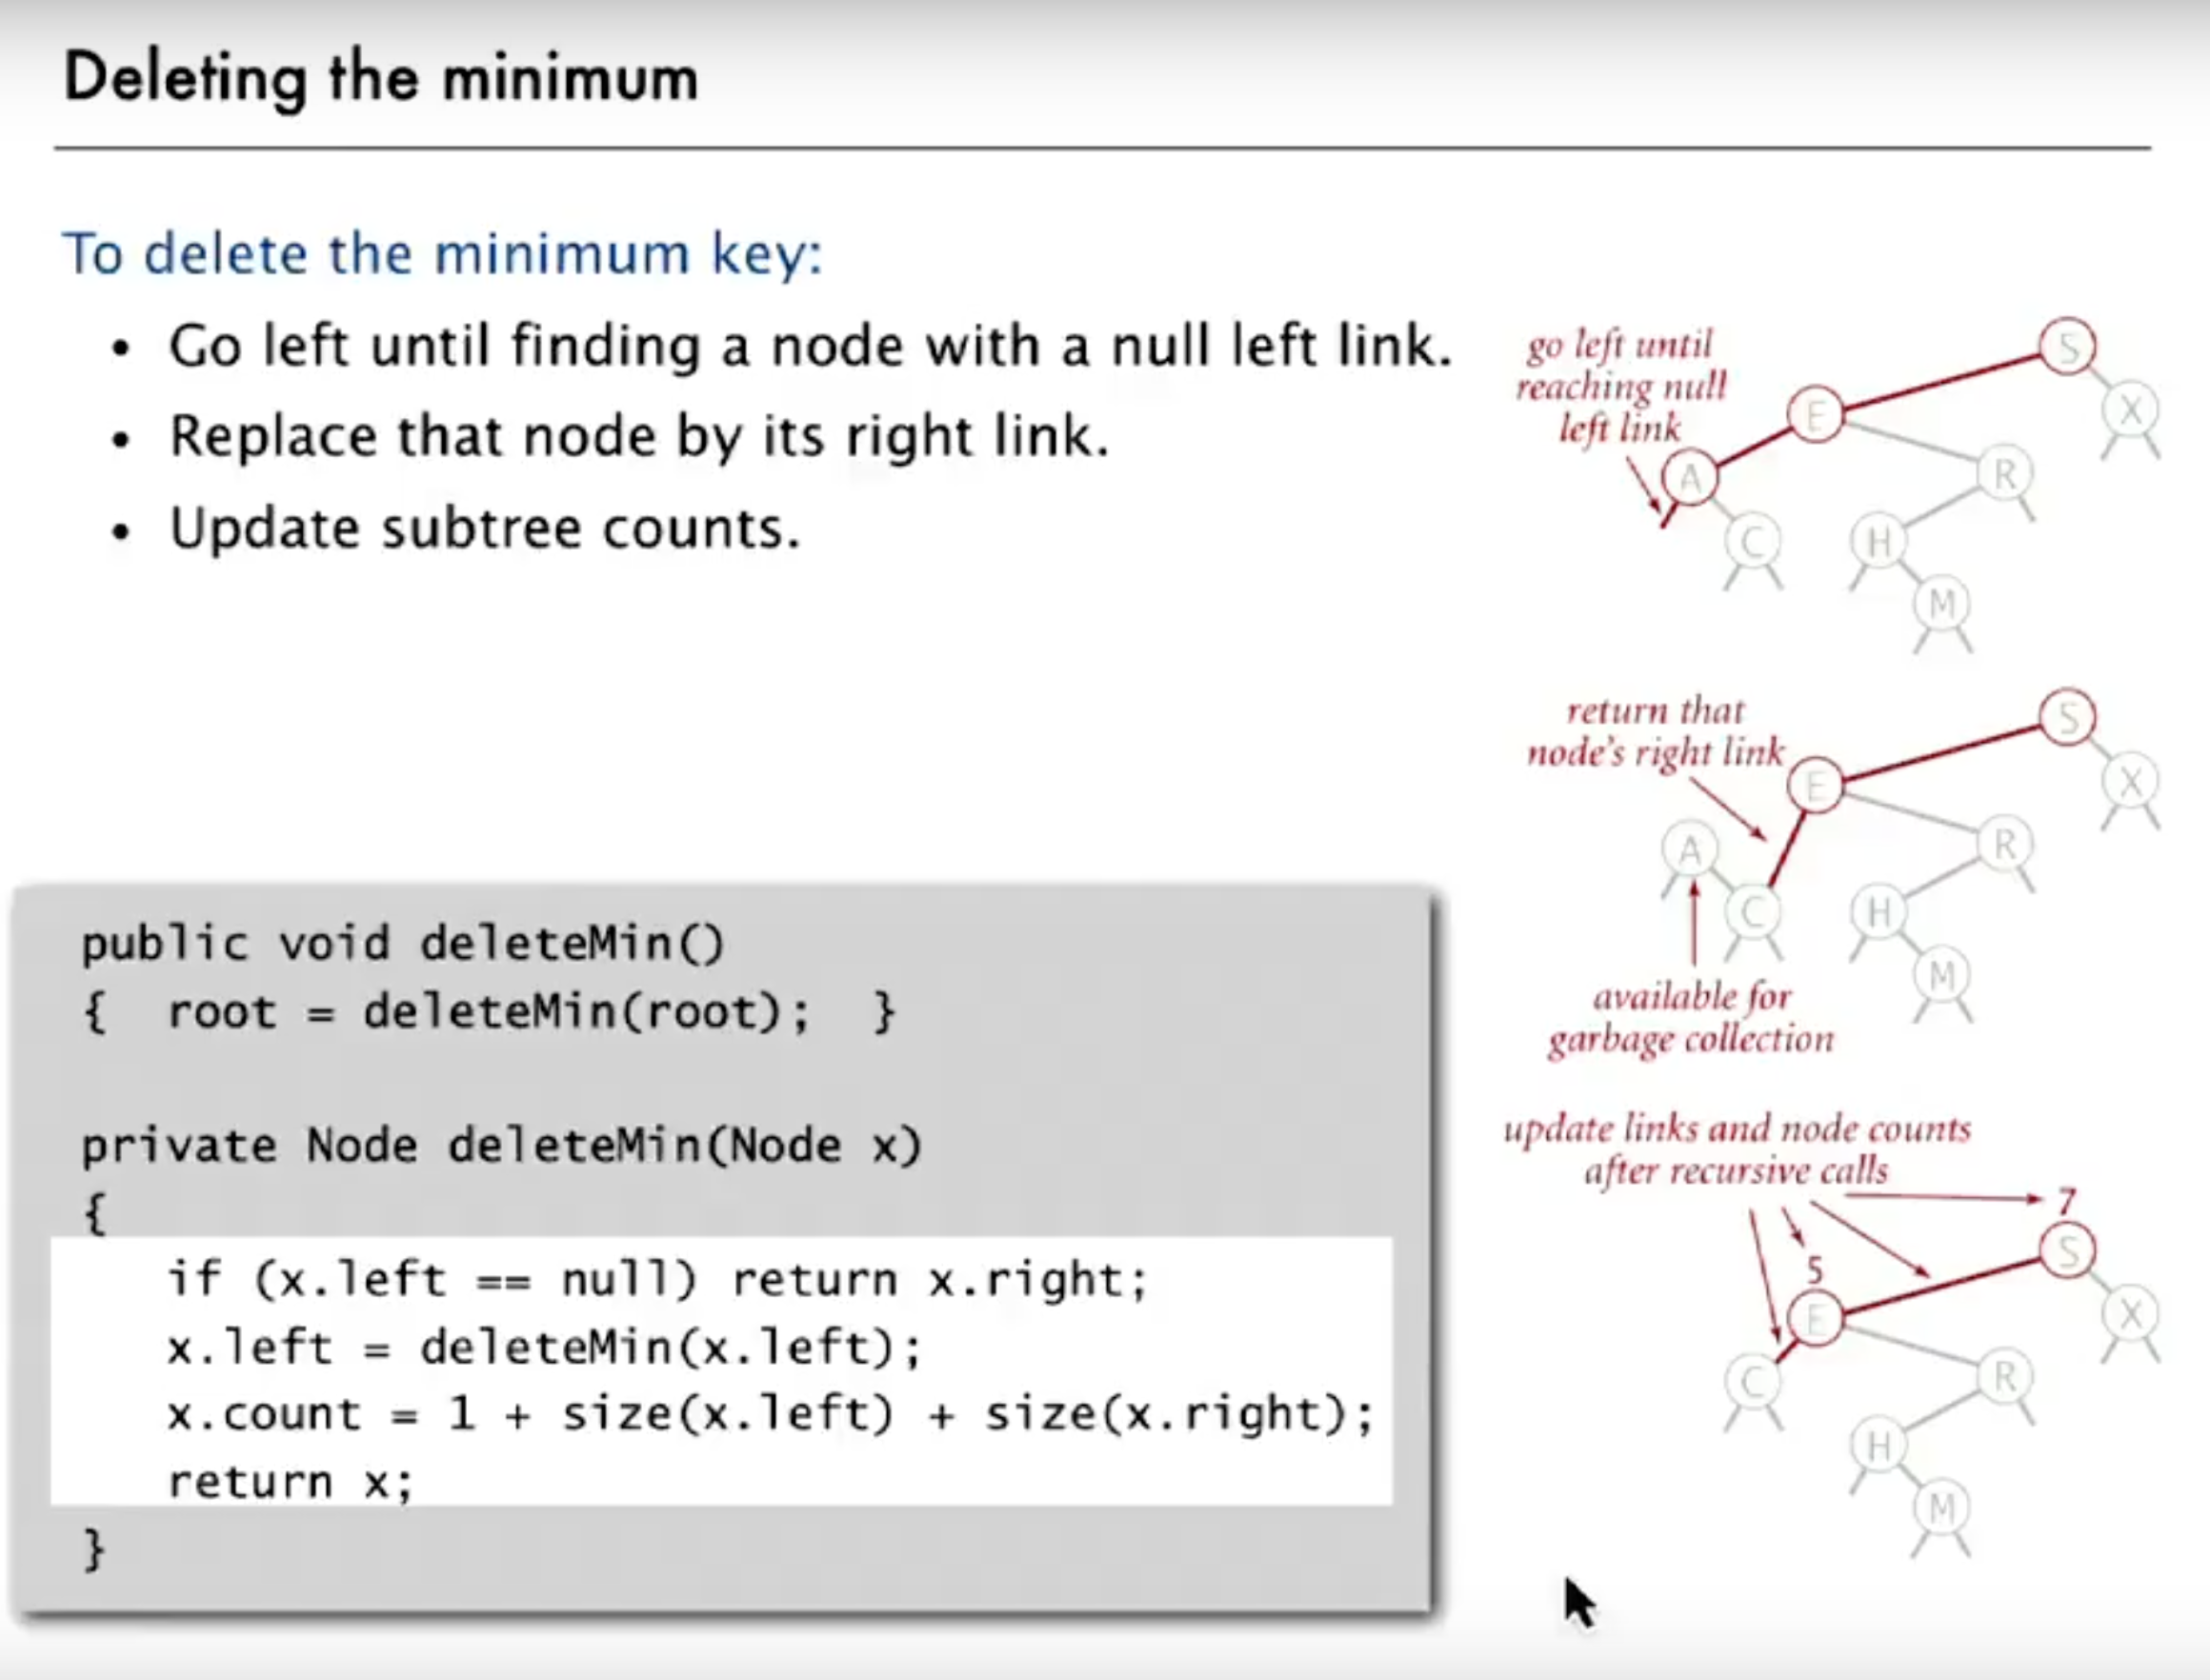 Deleting the minimum
To delete the minimum key:
• Go left until finding a node with a null left link.
• Replace that node by its right link.
• Update subtree counts.
public void deleteMin()
{ root = deleteMin(root); }
private Node deleteMin(Node x)
{
if (x.left == null) return x.right;
x.left = deleteMin(x.left);
x.count = 1 + size(x.left) + size(x.right);
return x;
}
go left until
reaching null
left link
S
E
X
A
R
C
H
M
return that
node's right link
S
E
X
A
R
C
H
M
available for
garbage collection
update links and node counts
after recursive calls
7
S
5
E
X
C
R
H
M